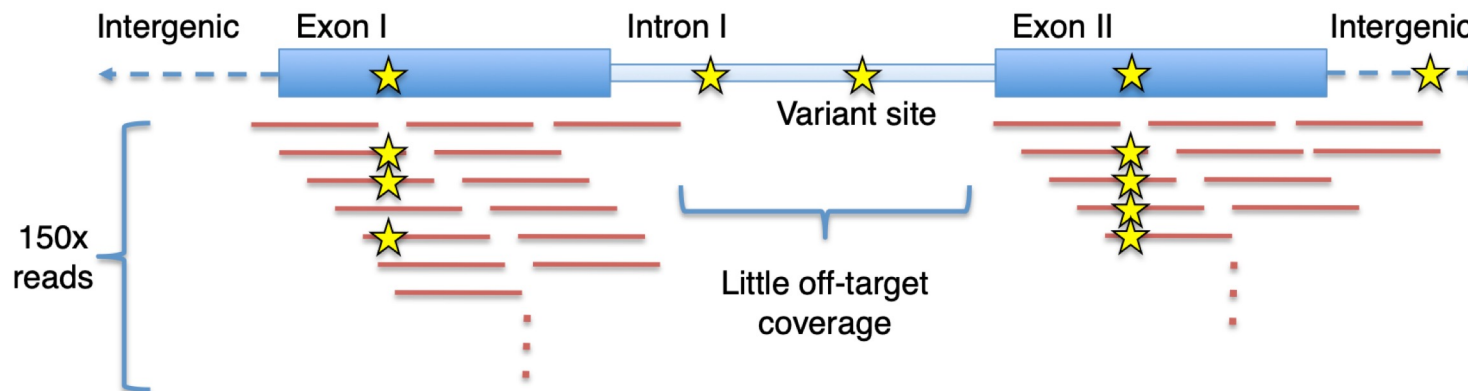 Intergenic
Exon I
Intron I
Exon II
Intergenic
Variant site
150x
reads
Little off-target
coverage